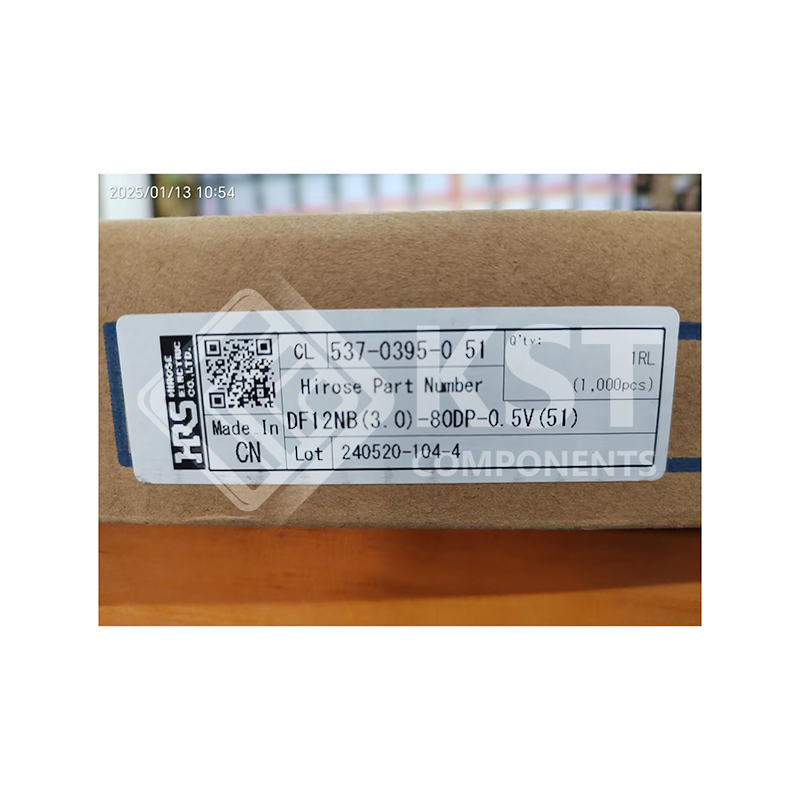 2025/01/13 10:54
HRS
HIROSE
ELECTRIC
CO.,LTD.
CL 537-0395-0 51
Q'ty:
1RL
(1,000pcs)
Hirose Part Number
Made In
CN
DF12NB(3.0)-80DP-0.5V(51)
Lot 240520-104-4
KST
COMPONENTS